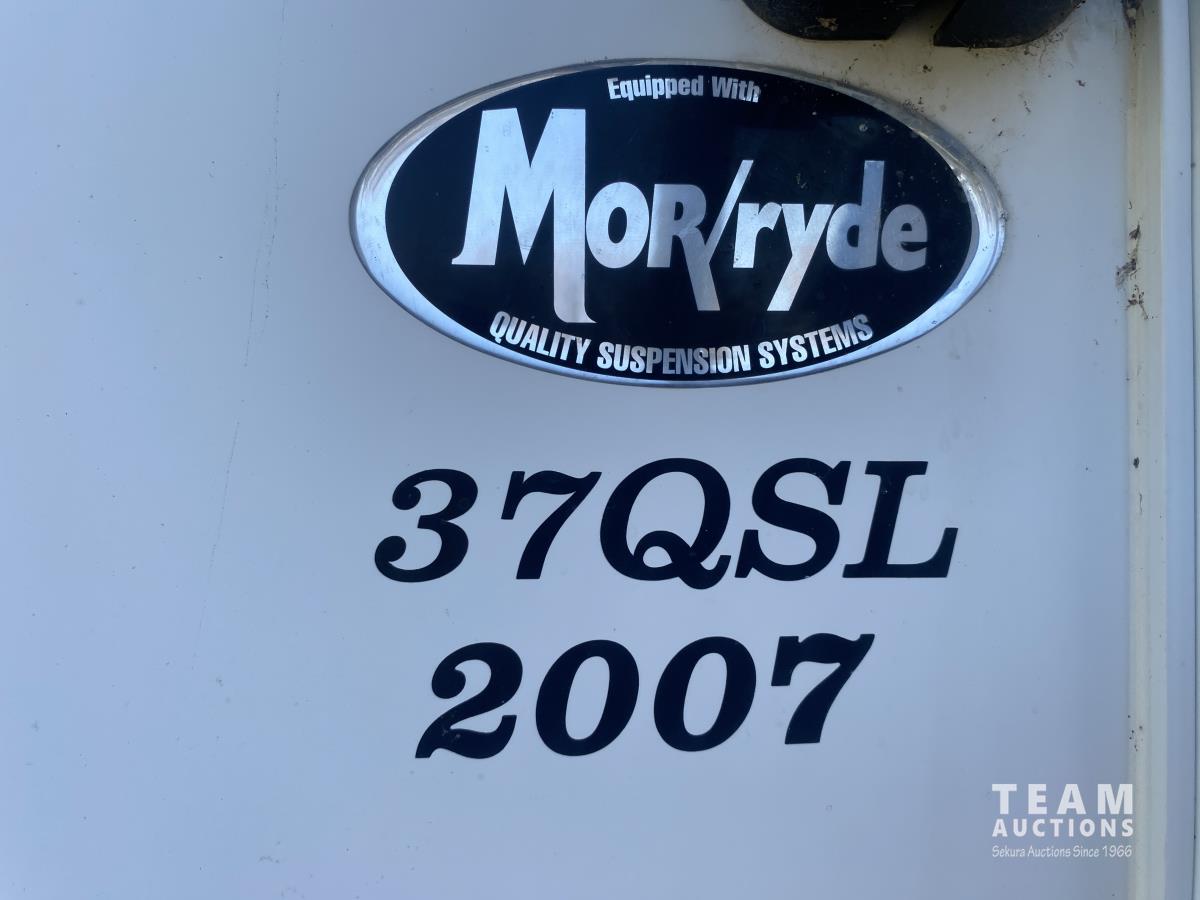 Equipped With
MOR/ryde
QUALITY SUSPENSION SYSTEMS
37QSL
2007
TEAM
AUCTIONS
Sekura Auctions Since 1966